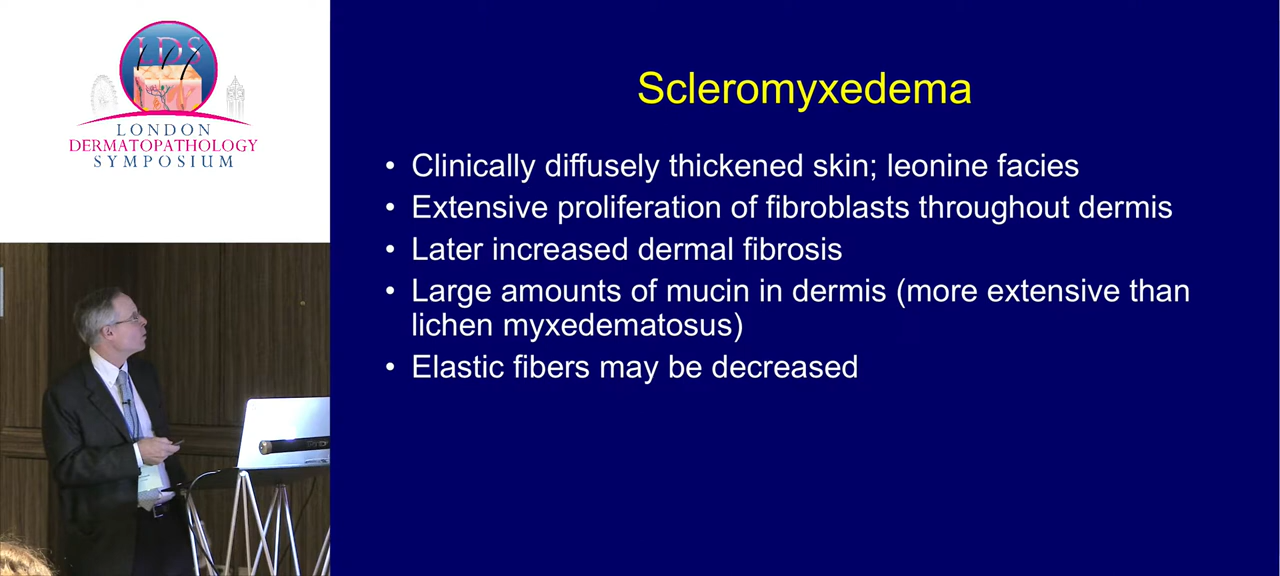 LDS
LONDON
DERMATOPATHOLOGY
SYMPOSIUM
Scleromyxedema
• Clinically diffusely thickened skin; leonine facies
• Extensive proliferation of fibroblasts throughout dermis
• Later increased dermal fibrosis
• Large amounts of mucin in dermis (more extensive than
lichen myxedematosus)
• Elastic fibers may be decreased